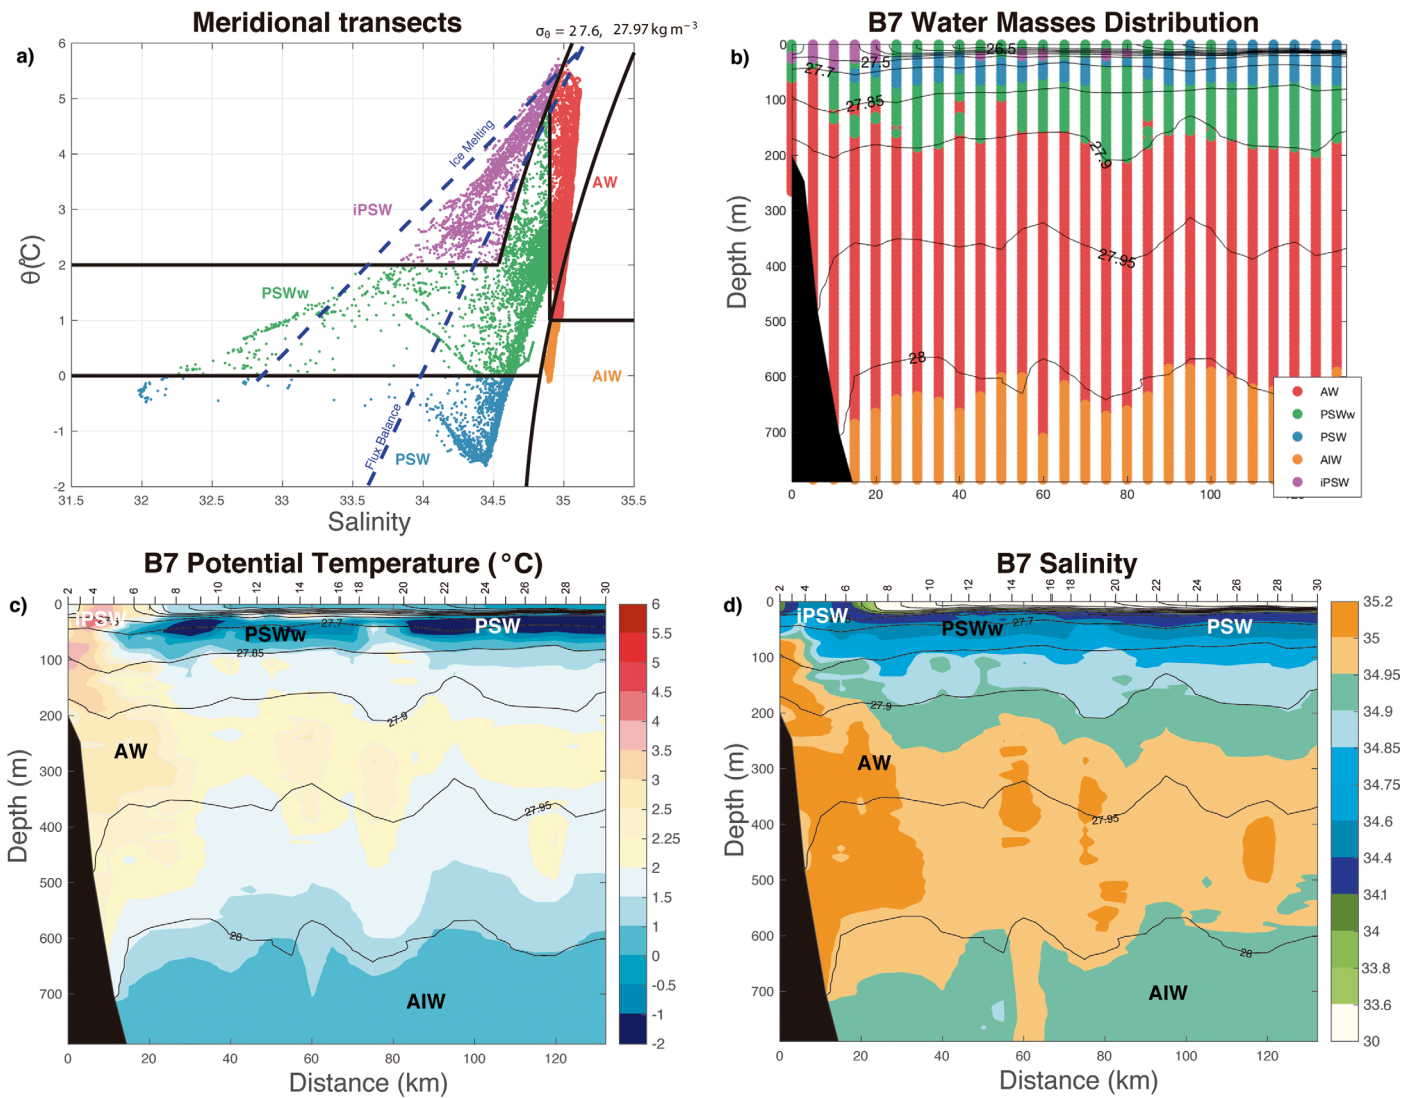 Meridional transects
σθ = 27.6, 27.97 kg m⁻³
a)
6
5
4
3
2
1
0
-1
-2
θ(°C)
Ice Melting
iPSW
PSWw
AW
AIW
Flux Balance
PSW
31.5 32 32.5 33 33.5 34 34.5 35 35.5
Salinity
B7 Water Masses Distribution
b)
0
100
200
300
400
500
600
700
Depth (m)
26.5
27.5
27.7
27.85
27.9
27.95
28
AW
PSWw
PSW
AIW
iPSW
0 20 40 60 80 100 120
B7 Potential Temperature (°C)
c)
2 4 6 8 10 12 14 16 18 20 22 24 26 28 30
0
100
200
300
400
500
600
700
Depth (m)
iPSW
PSWw
PSW
27.7
27.85
27.9
AW
27.95
28
AIW
0 20 40 60 80 100 120
Distance (km)
6
5.5
5
4.5
4
3.5
3
2.5
2.25
2
1.5
1
0
-0.5
-1
-2
B7 Salinity
d)
2 4 6 8 10 12 14 16 18 20 22 24 26 28 30
0
100
200
300
400
500
600
700
Depth (m)
iPSW
PSWw
PSW
27.7
27.9
AW
27.95
28
AIW
0 20 40 60 80 100 120
Distance (km)
35.2
35
34.95
34.9
34.85
34.75
34.6
34.4
34.1
34
33.8
33.6
30